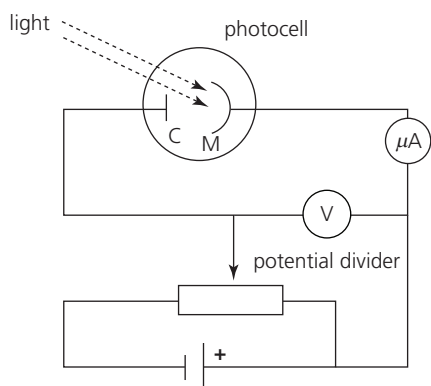 light
photocell
C
M
μA
V
potential divider
+